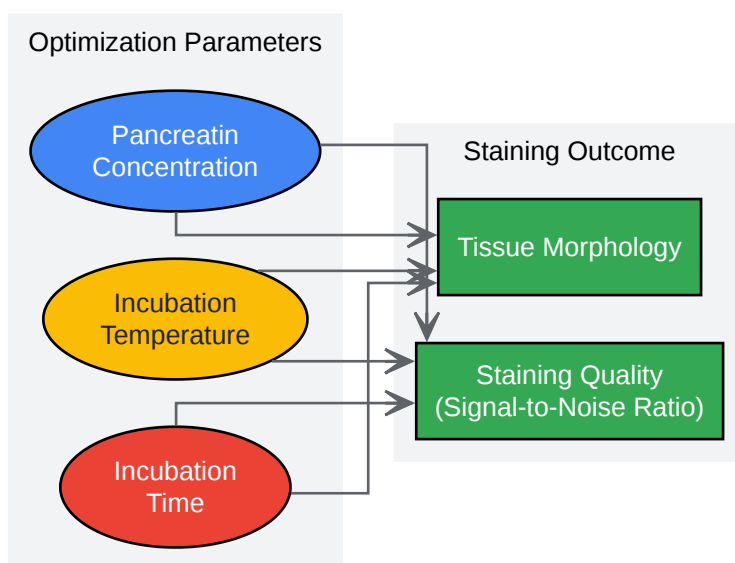 Optimization Parameters
Pancreatin
Concentration
Incubation
Temperature
Incubation
Time
Staining Outcome
Tissue Morphology
Staining Quality
(Signal-to-Noise Ratio)